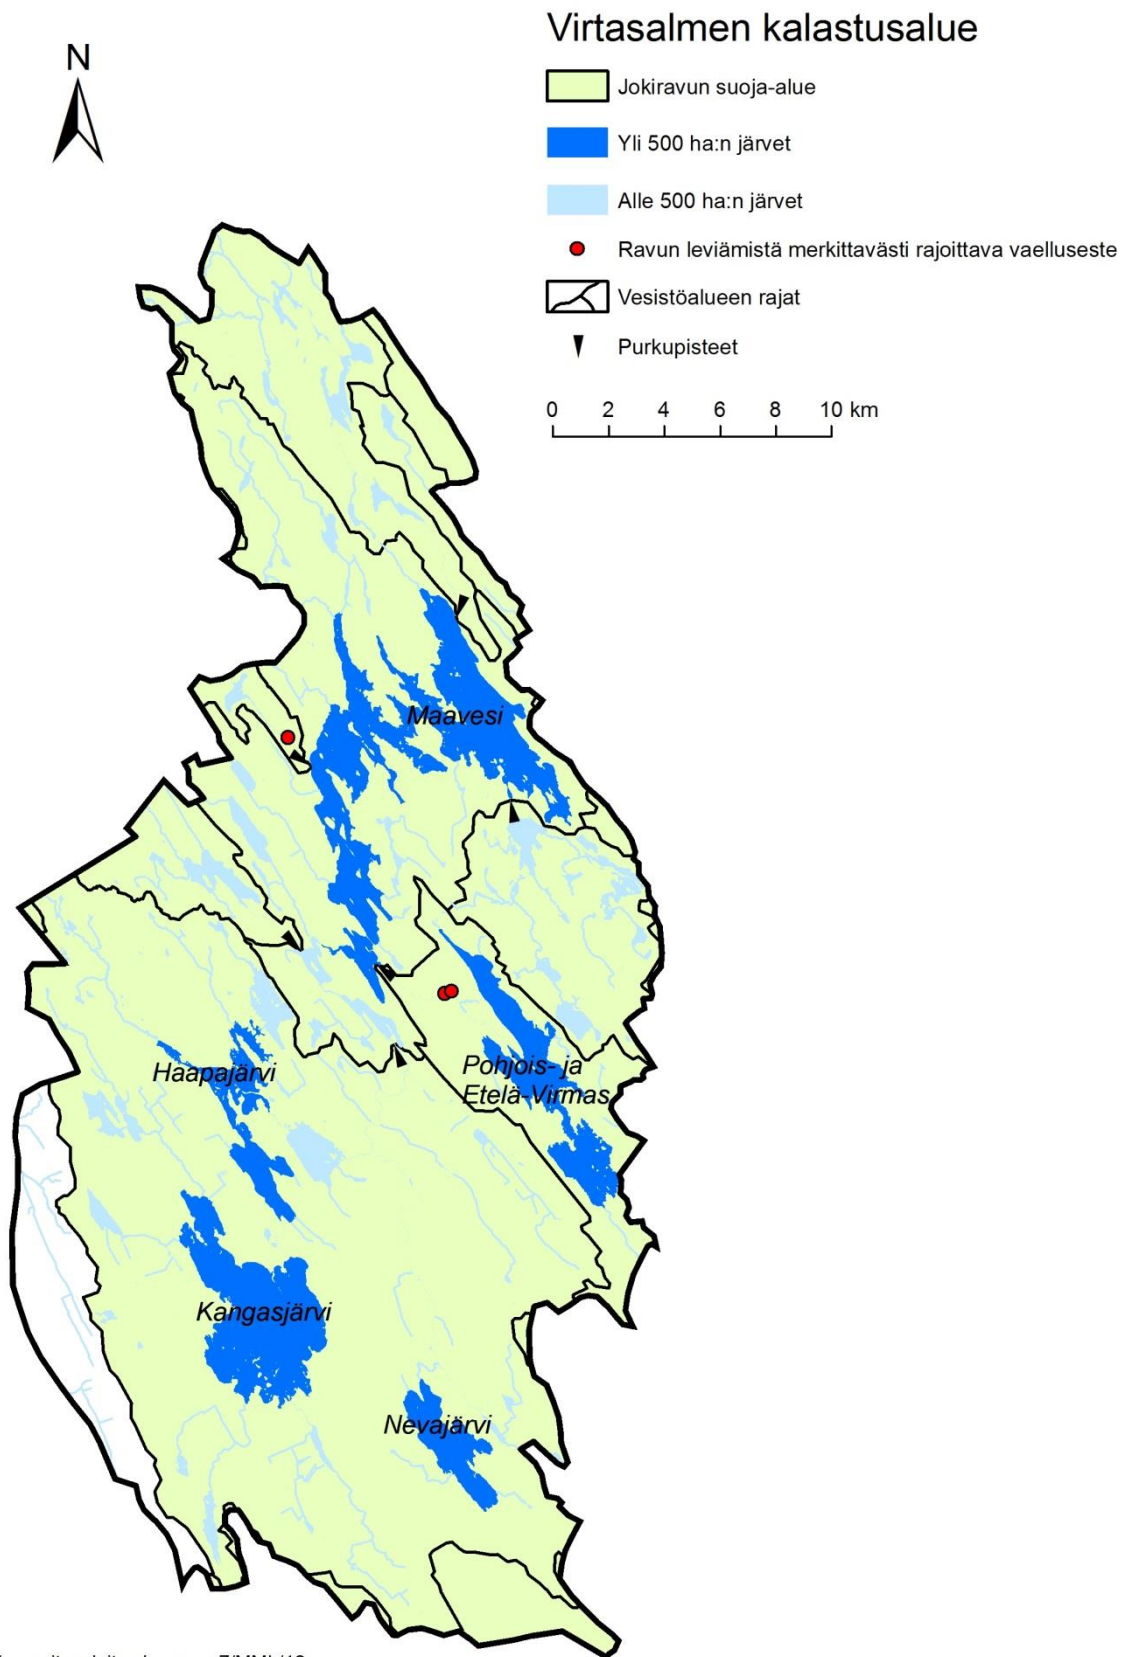 Virtasalmen kalastusalue
N
Jokiravun suoja-alue
Yli 500 ha:n järvet
Alle 500 ha:n järvet
Ravun leviämistä merkittavästi rajoittava vaelluseste
Vesistöalueen rajat
Purkupisteet
0 2 4 6 8 10 km
Maavesi
Haapajärvi
Pohjois- ja
Etelä-Virmas
Kangasjärvi
Nevajärvi